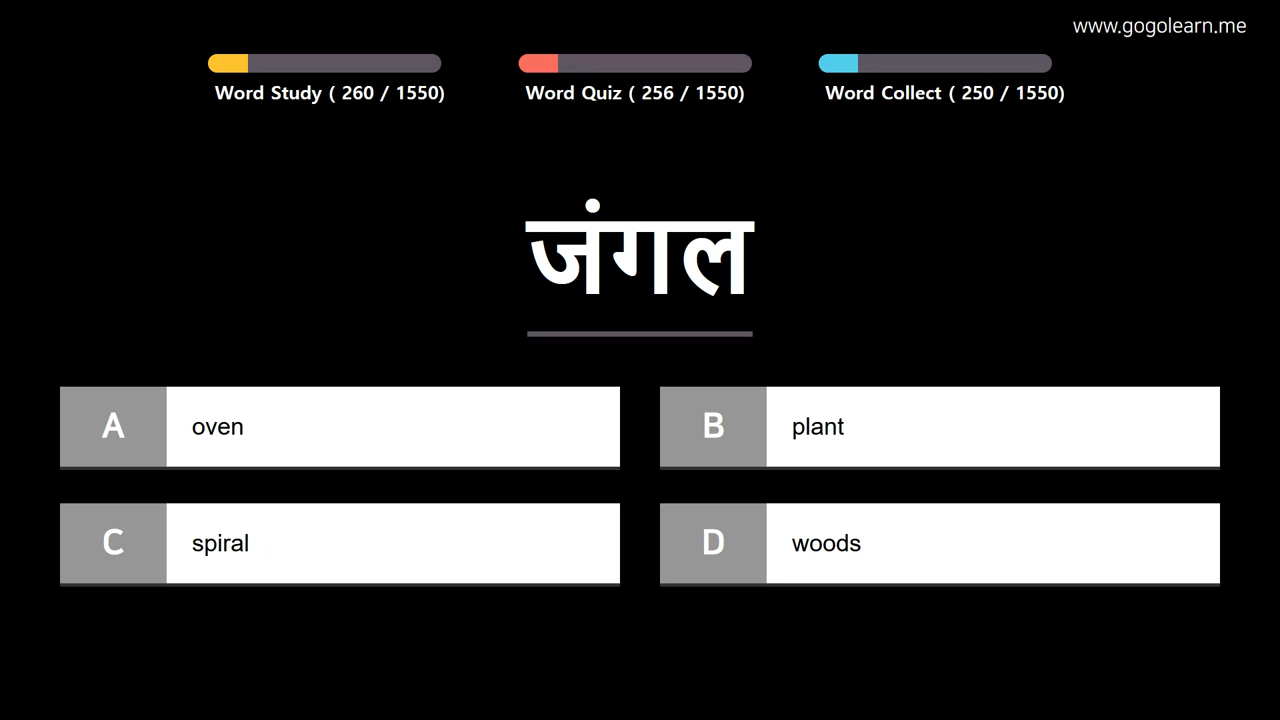 www.gogolearn.me
Word Study ( 260 / 1550)
Word Quiz ( 256 / 1550)
Word Collect ( 250 / 1550)
जंगल
A oven
B plant
C spiral
D woods